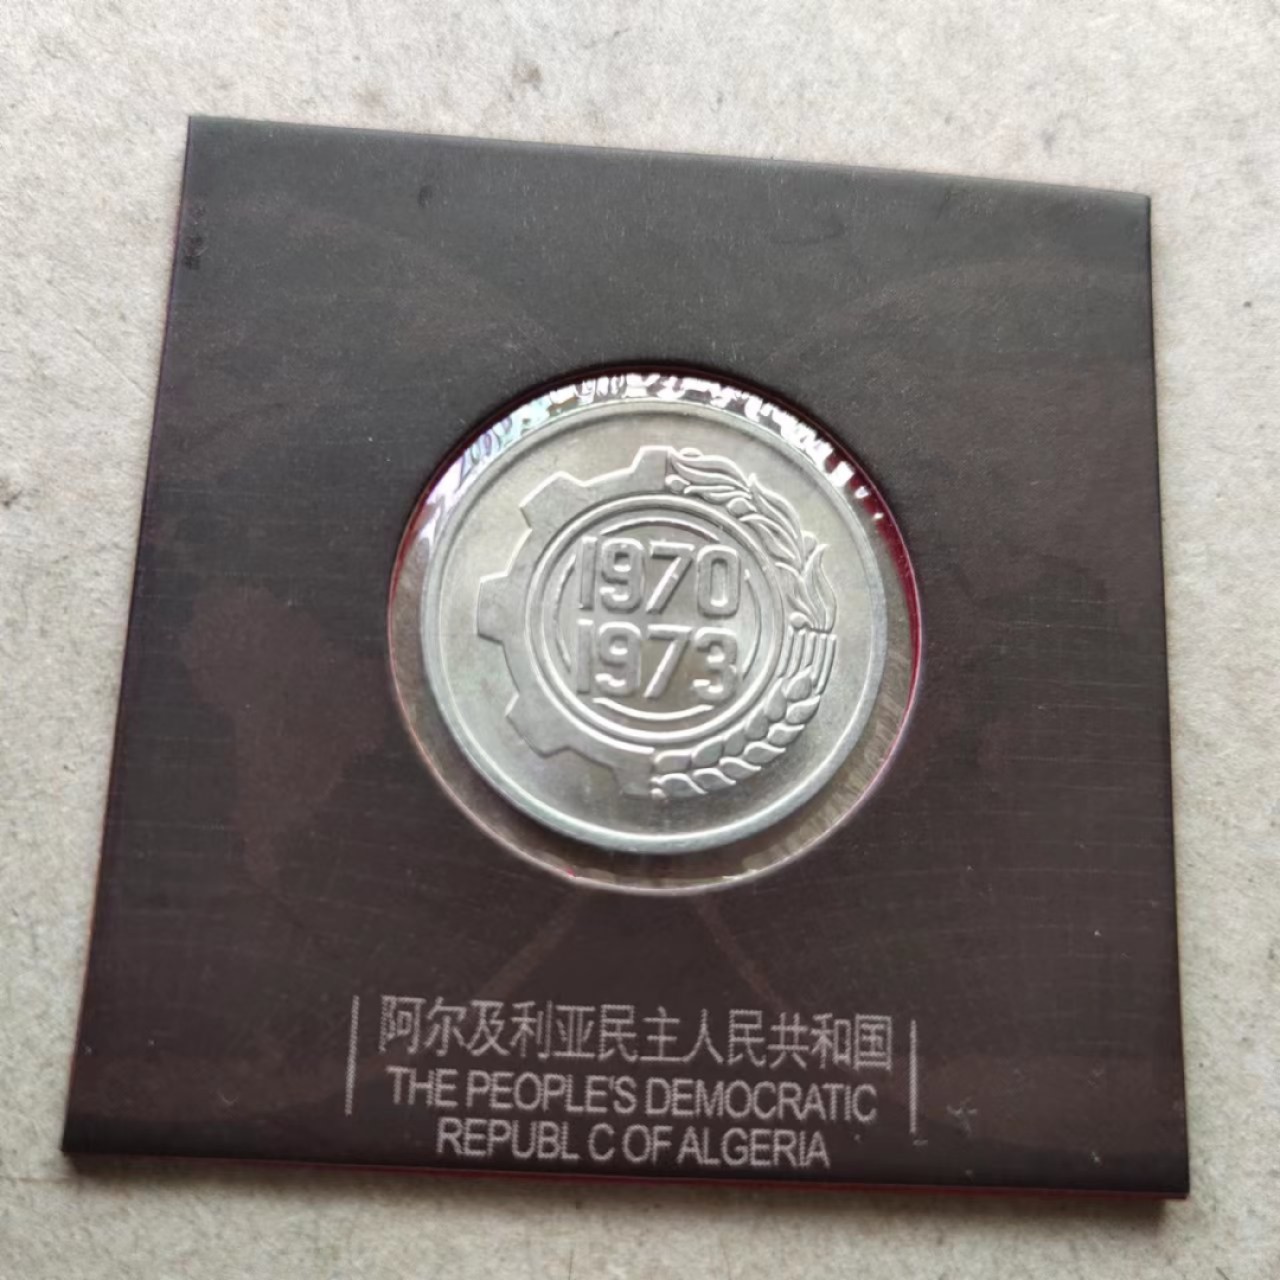 1970
1973
阿尔及利亚民主人民共和国
THE PEOPLE'S DEMOCRATIC
REPUBL C OF ALGERIA